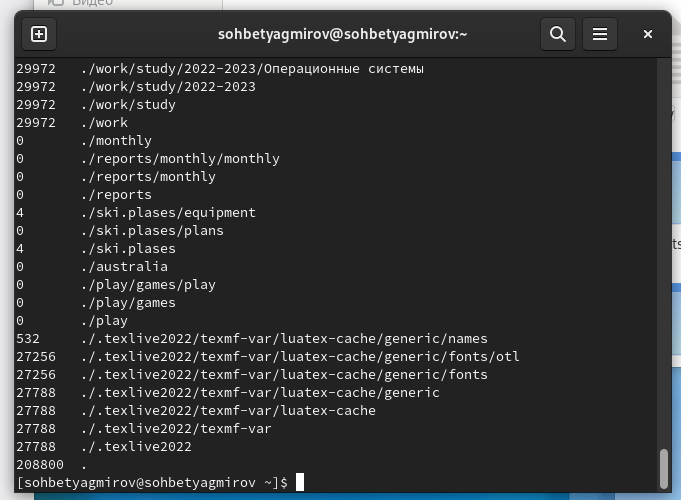 Видео
sohbetyagmirov@sohbetyagmirov:~
29972 ./work/study/2022-2023/Операционные системы
29972 ./work/study/2022-2023
29972 ./work/study
29972 ./work
0 ./monthly
0 ./reports/monthly/monthly
0 ./reports/monthly
0 ./reports
4 ./ski.plases/equipment
0 ./ski.plases/plans
4 ./ski.plases
0 ./australia
0 ./play/games/play
0 ./play/games
0 ./play
532 ./.texlive2022/texmf-var/luatex-cache/generic/names
27256 ./.texlive2022/texmf-var/luatex-cache/generic/fonts/otl
27256 ./.texlive2022/texmf-var/luatex-cache/generic/fonts
27788 ./.texlive2022/texmf-var/luatex-cache/generic
27788 ./.texlive2022/texmf-var/luatex-cache
27788 ./.texlive2022/texmf-var
27788 ./.texlive2022
208800 .
[sohbetyagmirov@sohbetyagmirov ~]$